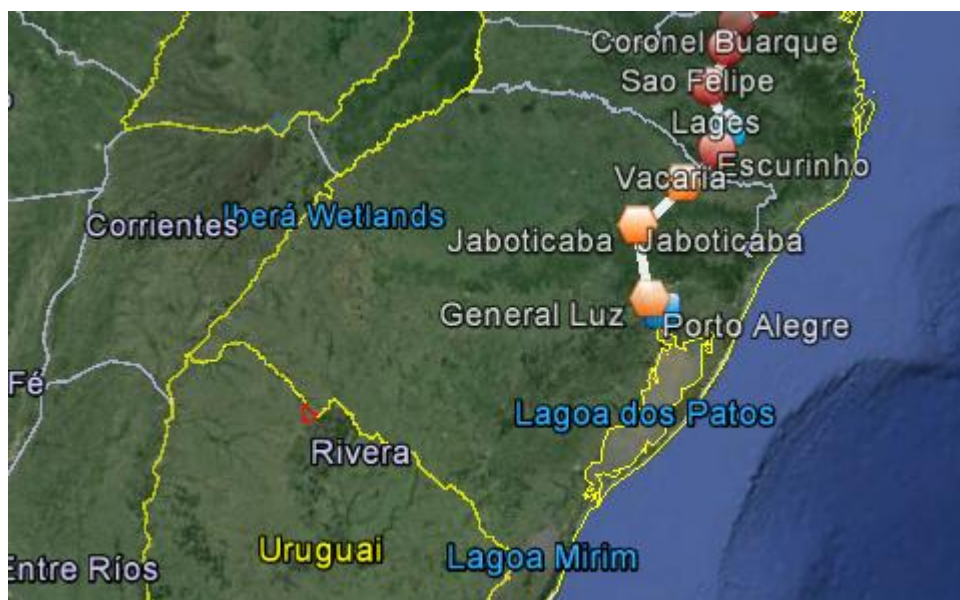 Coronel Buarque
Sao Felipe
Lages
Escurinho
Vacaria
Corrientes
Iberá Wetlands
Jaboticaba
Jaboticaba
General Luz
Porto Alegre
Fé
Lagoa dos Patos
Rivera
Uruguai
Lagoa Mirim
Entre Ríos